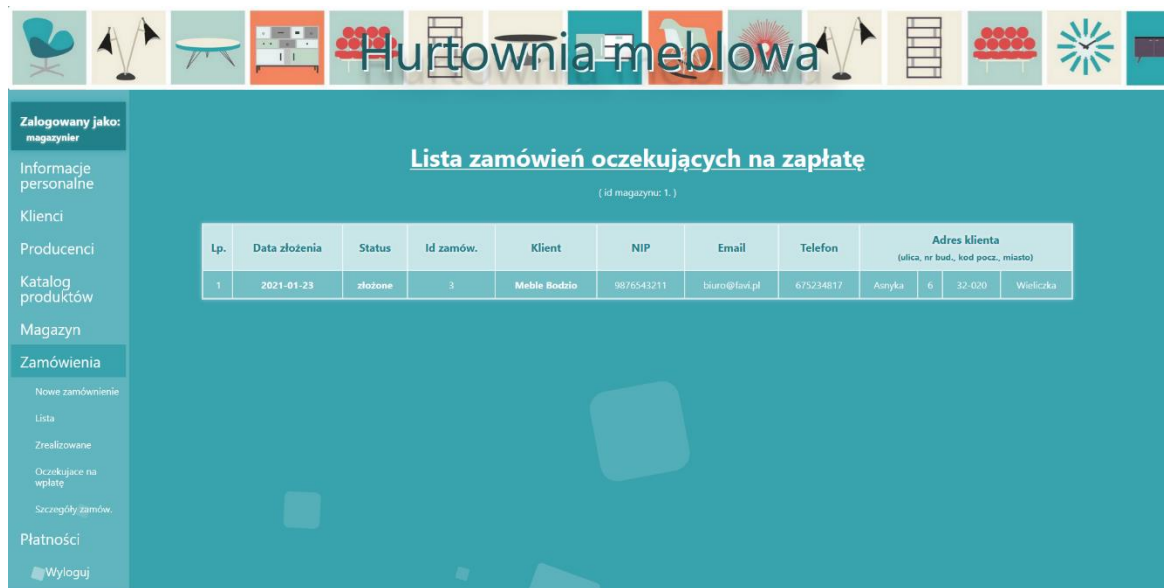 Hurtownia meblowa
Zalogowany jako:
magazynier
Informacje
personalne
Klienci
Producenci
Katalog
produktów
Magazyn
Zamówienia
Nowe zamównienie
Lista
Zrealizowane
Oczekujace na
wpłatę
Szczegóły zamów.
Płatności
Wyloguj
Lista zamówień oczekujących na zapłatę
( id magazynu: 1. )
Lp. Data złożenia Status Id zamów. Klient NIP Email Telefon Adres klienta
(ulica, nr bud., kod pocz., miasto)
1 2021-01-23 złożone 3 Meble Bodzio 9876543211 biuro@favi.pl 675234817 Asnyka 6 32-020 Wieliczka